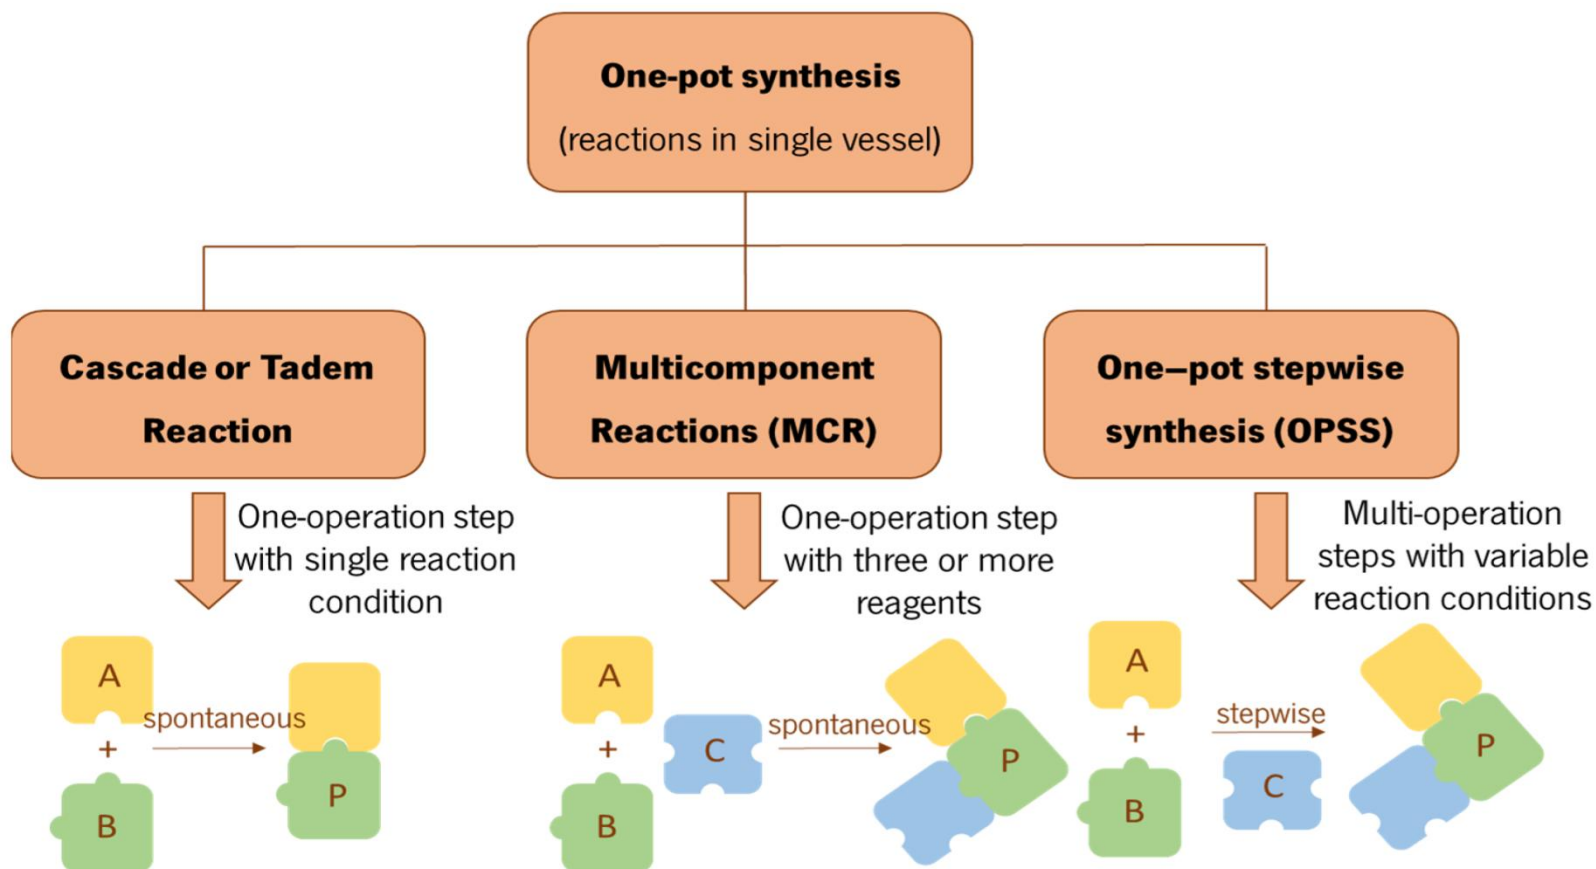 One-pot synthesis
(reactions in single vessel)
Cascade or Tadem
Reaction
Multicomponent
Reactions (MCR)
One–pot stepwise
synthesis (OPSS)
One-operation step
with single reaction
condition
One-operation step
with three or more
reagents
Multi-operation
steps with variable
reaction conditions
A
+
B
spontaneous
P
A
+
B
C
spontaneous
P
A
+
B
stepwise
C
P